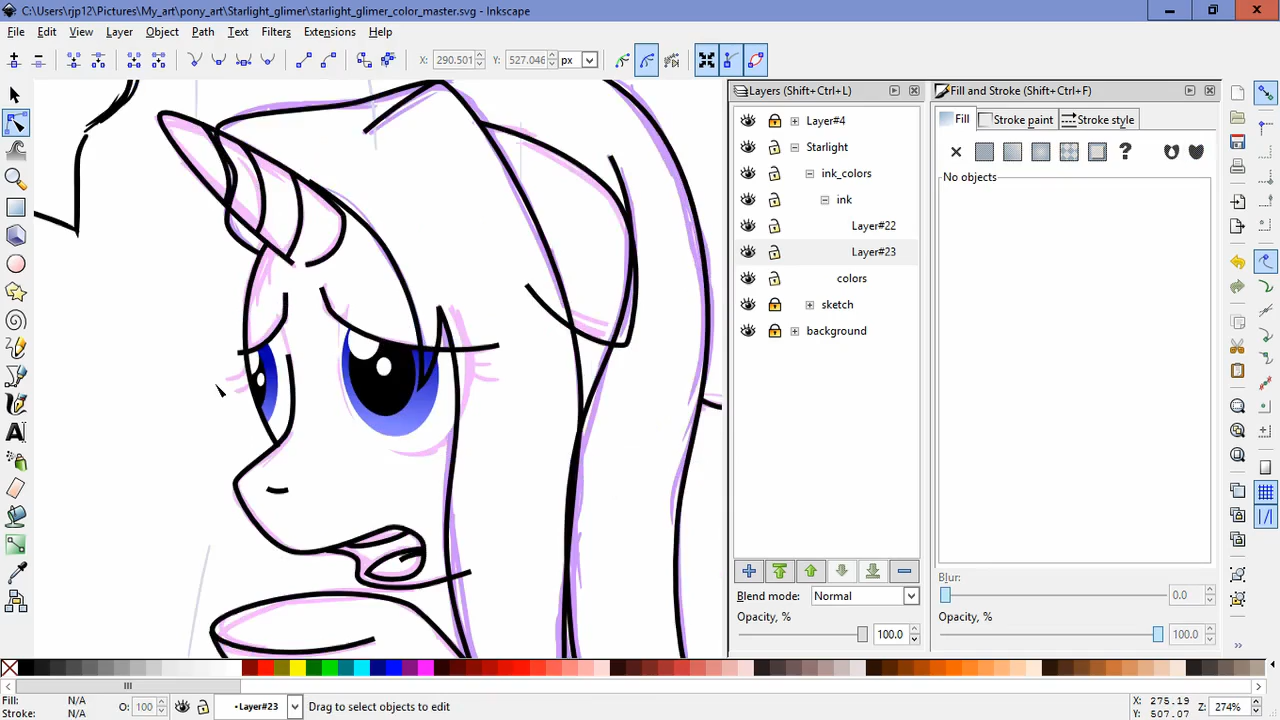 C:\Users\rjp12\Pictures\My_art\pony_art\Starlight_glimer\starlight_glimer_color_master.svg - Inkscape
File Edit View Layer Object Path Text Filters Extensions Help
X: 290.501 Y: 527.046 px
Layers (Shift+Ctrl+L)
Layer#4
Starlight
ink_colors
ink
Layer#22
Layer#23
colors
sketch
background
Blend mode: Normal
Opacity, %
100.0
Fill and Stroke (Shift+Ctrl+F)
Fill Stroke paint Stroke style
?
No objects
Blur:
0.0
Opacity, %
100.0
Fill: N/A
Stroke: N/A
O: 100
•Layer#23
Drag to select objects to edit
X: 275.19
Y: 507.07
Z: 274%